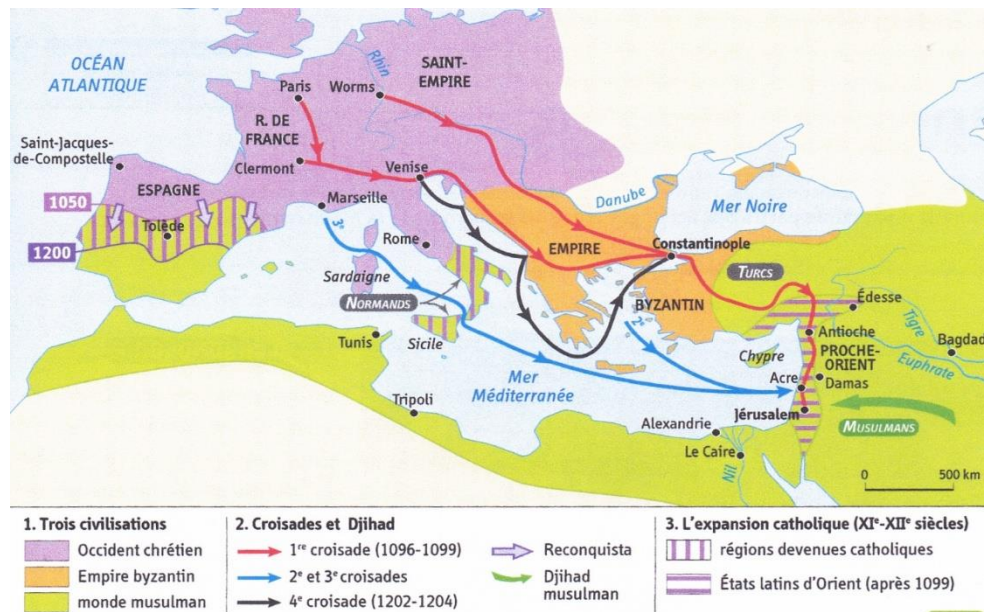 OCÉAN
ATLANTIQUE
Rhin
SAINT-
EMPIRE
Paris
Worms
R. DE
FRANCE
Saint-Jacques-
de-Compostelle
Clermont
Venise
ESPAGNE
Marseille
Danube
Mer Noire
1050
3e
Tolède
Rome
EMPIRE
Constantinople
1200
Sardaigne
TURCS
NORMANDS
BYZANTIN
Édesse
2e
Tigre
Tunis
Sicile
Antioche
Bagdad
Chypre
PROCHE-
ORIENT
Euphrate
Mer
Méditerranée
Acre
Damas
Tripoli
Jérusalem
MUSULMANS
Alexandrie
Le Caire
Nil
0 500 km
1. Trois civilisations
Occident chrétien
Empire byzantin
monde musulman
2. Croisades et Djihad
1re croisade (1096-1099)
2e et 3e croisades
4e croisade (1202-1204)
Reconquista
Djihad
musulman
3. L'expansion catholique (XIe-XIIe siècles)
régions devenues catholiques
États latins d'Orient (après 1099)